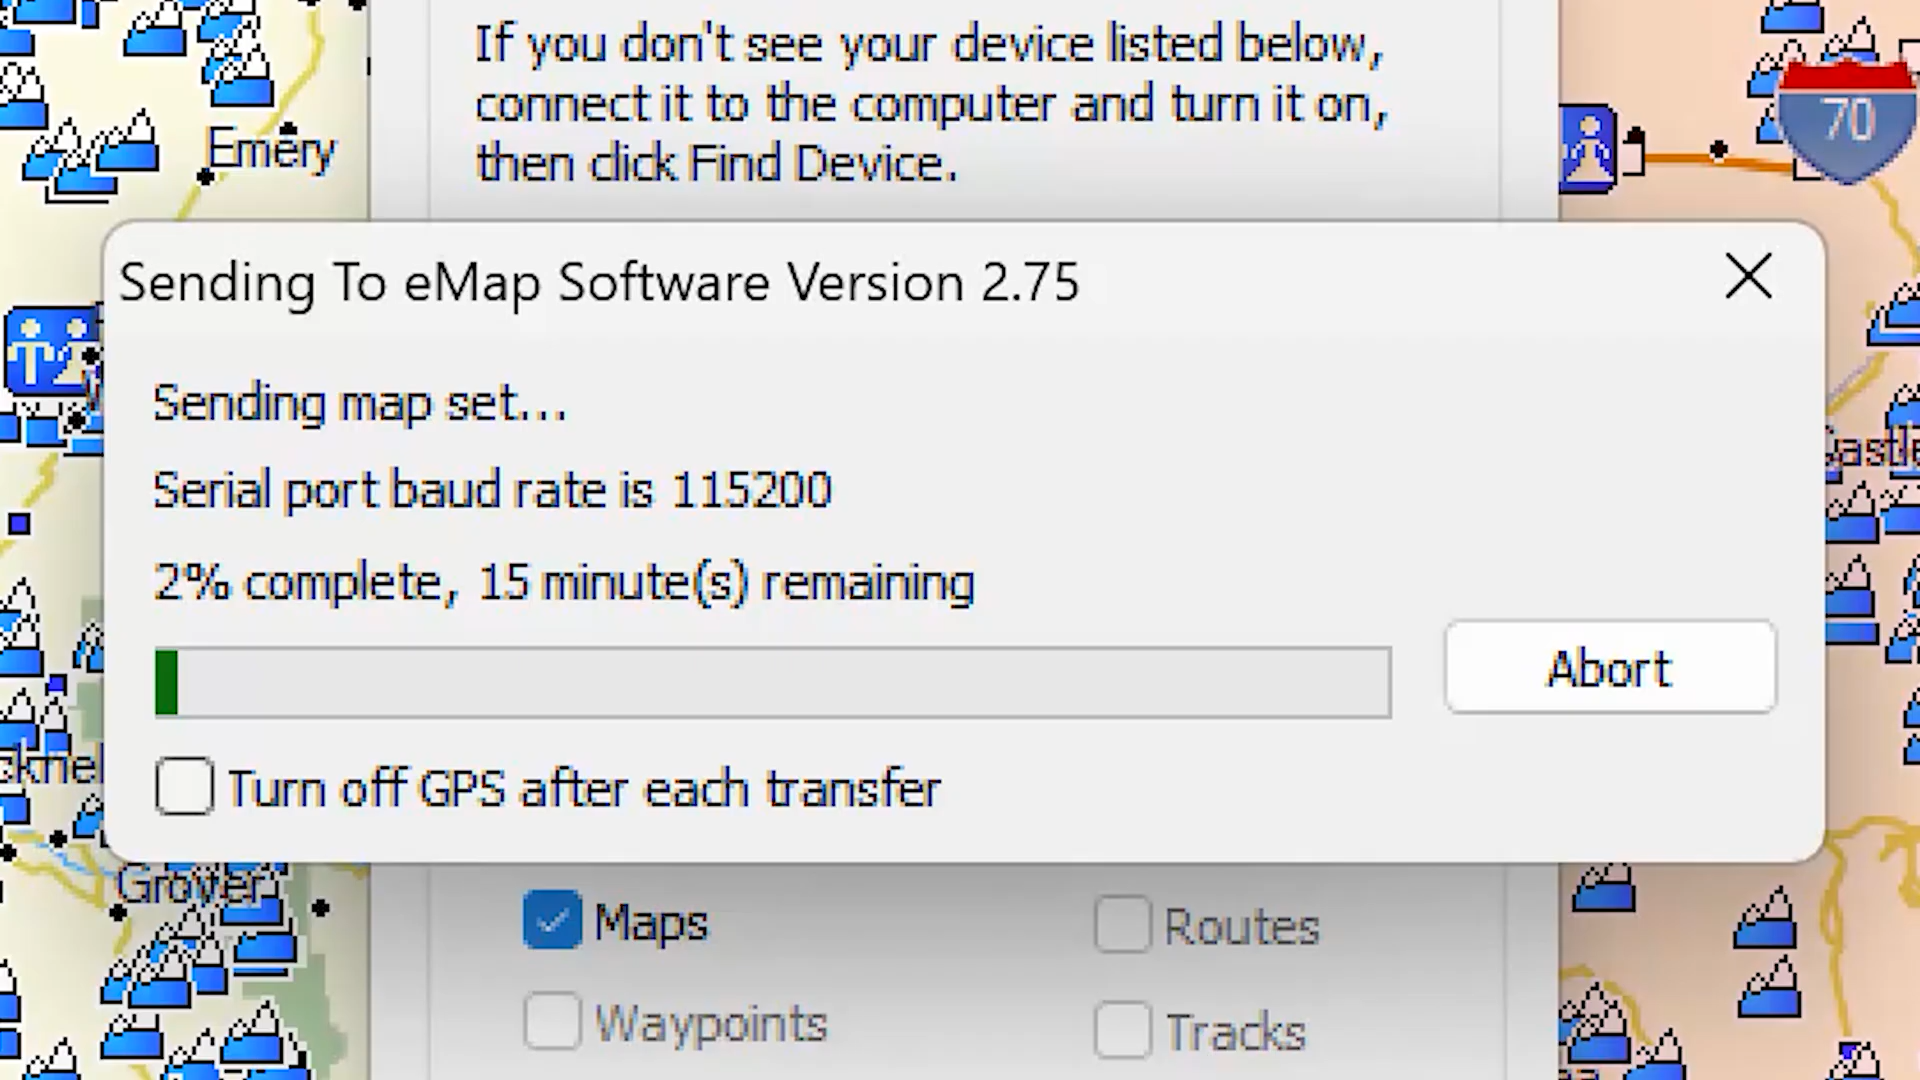 If you don't see your device listed below,
connect it to the computer and turn it on,
then click Find Device.
70
Emery
Sending To eMap Software Version 2.75
Sending map set...
Serial port baud rate is 115200
2% complete, 15 minute(s) remaining
Abort
Turn off GPS after each transfer
Grover
Maps
Routes
Waypoints
Tracks